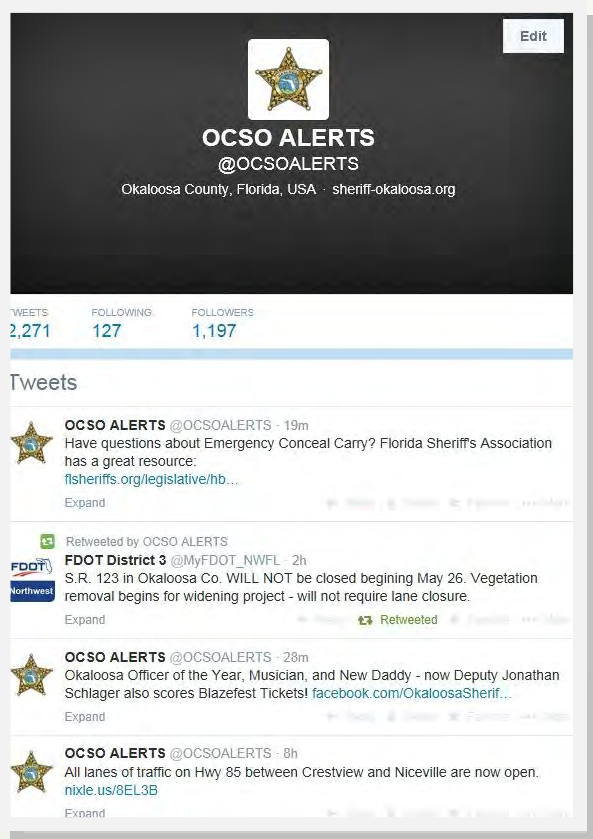 Edit
OCSO ALERTS
@OCSOALERTS
Okaloosa County, Florida, USA · sheriff-okaloosa.org
TWEETS FOLLOWING FOLLOWERS
2,271 127 1,197
Tweets
OCSO ALERTS @OCSOALERTS · 19m
Have questions about Emergency Conceal Carry? Florida Sheriff's Association
has a great resource:
flsheriffs.org/legislative/hb...
Expand
Retweeted by OCSO ALERTS
FDOT District 3 @MyFDOT_NWFL · 2h
FDOT
Northwest
S.R. 123 in Okaloosa Co. WILL NOT be closed begining May 26. Vegetation
removal begins for widening project - will not require lane closure.
Expand Retweeted
OCSO ALERTS @OCSOALERTS · 28m
Okaloosa Officer of the Year, Musician, and New Daddy - now Deputy Jonathan
Schlager also scores Blazefest Tickets! facebook.com/OkaloosaSherif...
Expand
OCSO ALERTS @OCSOALERTS · 8h
All lanes of traffic on Hwy 85 between Crestview and Niceville are now open.
nixle.us/8EL3B
Expand